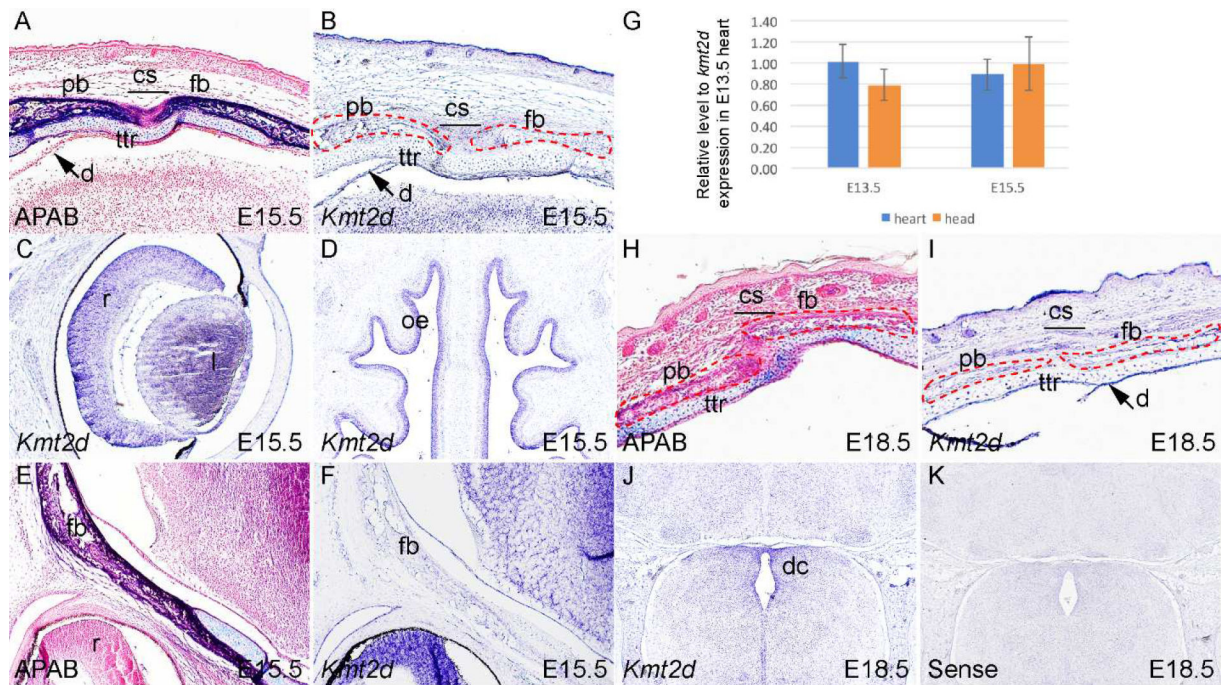 A
pb
cs
fb
ttr
d
APAB
E15.5
B
pb
cs
fb
ttr
d
Kmt2d
E15.5
G
Relative level to kmt2d
expression in E13.5 heart
1.40
1.20
1.00
0.80
0.60
0.40
0.20
0.00
E13.5
E15.5
heart
head
C
r
l
Kmt2d
E15.5
D
oe
Kmt2d
E15.5
H
cs
fb
pb
ttr
APAB
E18.5
I
cs
fb
pb
ttr
d
Kmt2d
E18.5
E
fb
r
APAB
E15.5
F
fb
Kmt2d
E15.5
J
dc
Kmt2d
E18.5
K
Sense
E18.5